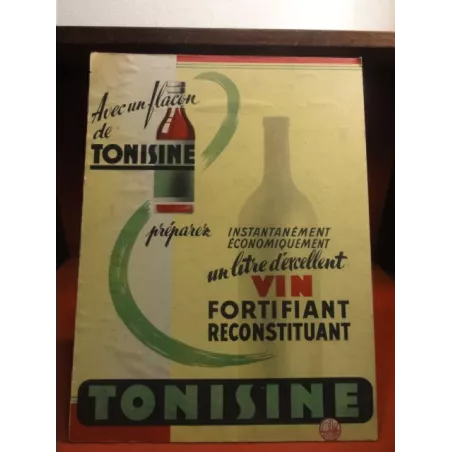 Avec un flacon
de
TONISINE
préparez
INSTANTANÉMENT
ÉCONOMIQUEMENT
un litre d'excellent
VIN
FORTIFIANT
RECONSTITUANT
TONISINE